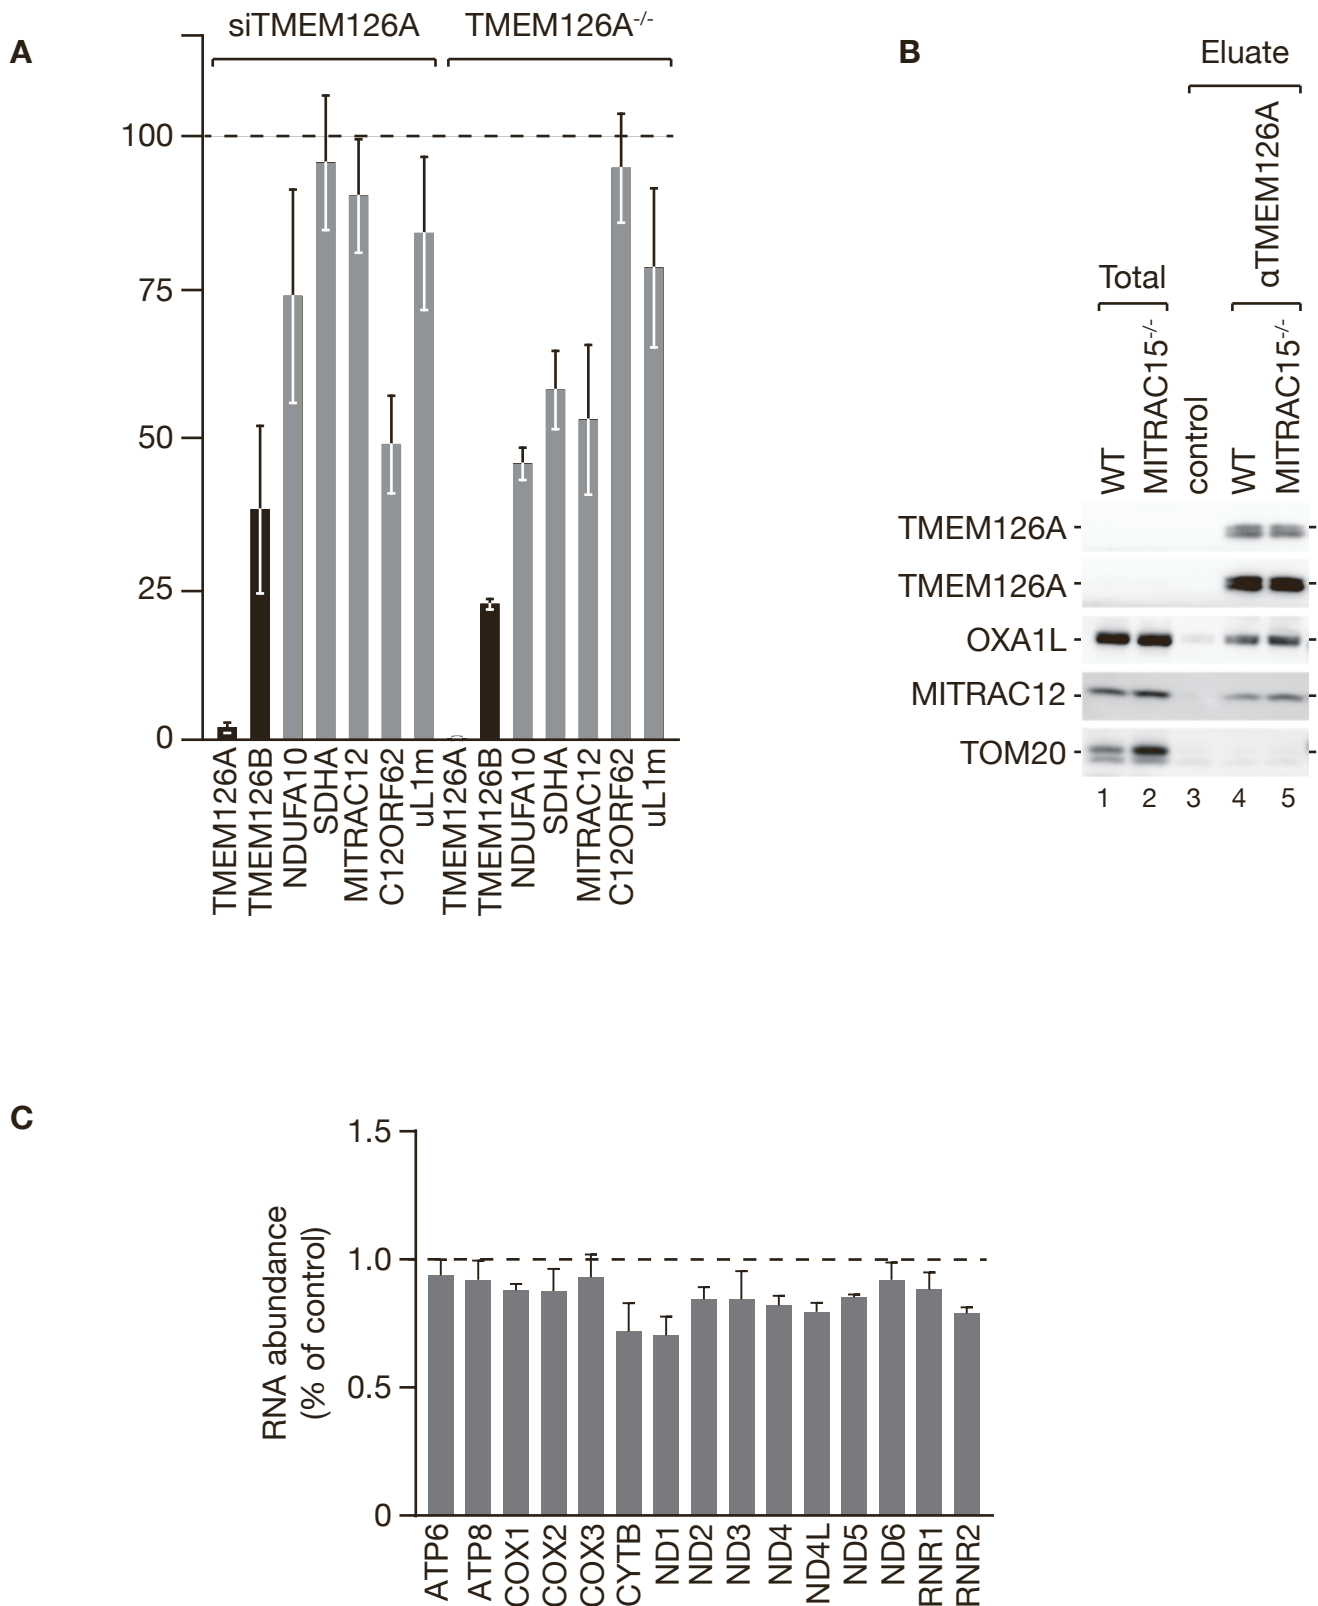 A
siTMEM126A
TMEM126A-/-
100
75
50
25
0
TMEM126A
TMEM126B
NDUFA10
SDHA
MITRAC12
C12ORF62
uL1m
TMEM126A
TMEM126B
NDUFA10
SDHA
MITRAC12
C12ORF62
uL1m
B
Eluate
Total
αTMEM126A
WT
MITRAC15-/-
control
WT
MITRAC15-/-
TMEM126A
TMEM126A
OXA1L
MITRAC12
TOM20
1 2 3 4 5
C
RNA abundance
(% of control)
1.5
1.0
0.5
0
ATP6
ATP8
COX1
COX2
COX3
CYTB
ND1
ND2
ND3
ND4
ND4L
ND5
ND6
RNR1
RNR2